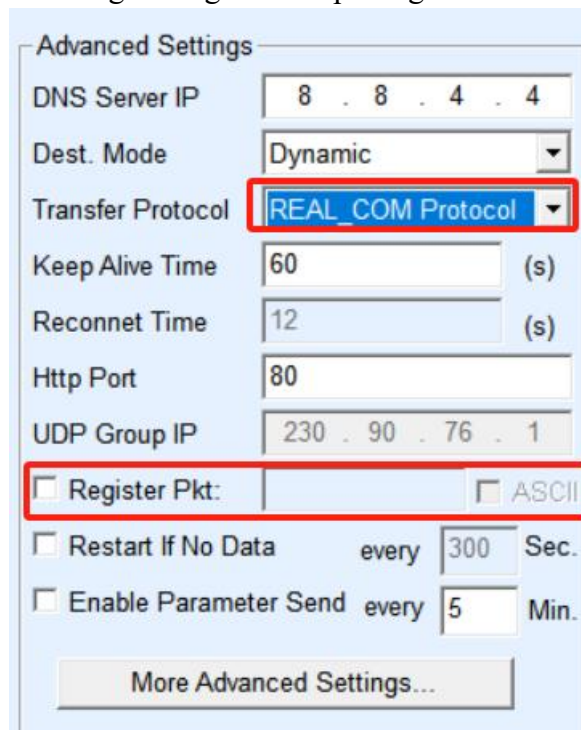 Advanced Settings
DNS Server IP 8 . 8 . 4 . 4
Dest. Mode Dynamic
Transfer Protocol REAL_COM Protocol
Keep Alive Time 60 (s)
Reconnet Time 12 (s)
Http Port 80
UDP Group IP 230 . 90 . 76 . 1
Register Pkt: ASCII
Restart If No Data every 300 Sec.
Enable Parameter Send every 5 Min.
More Advanced Settings...